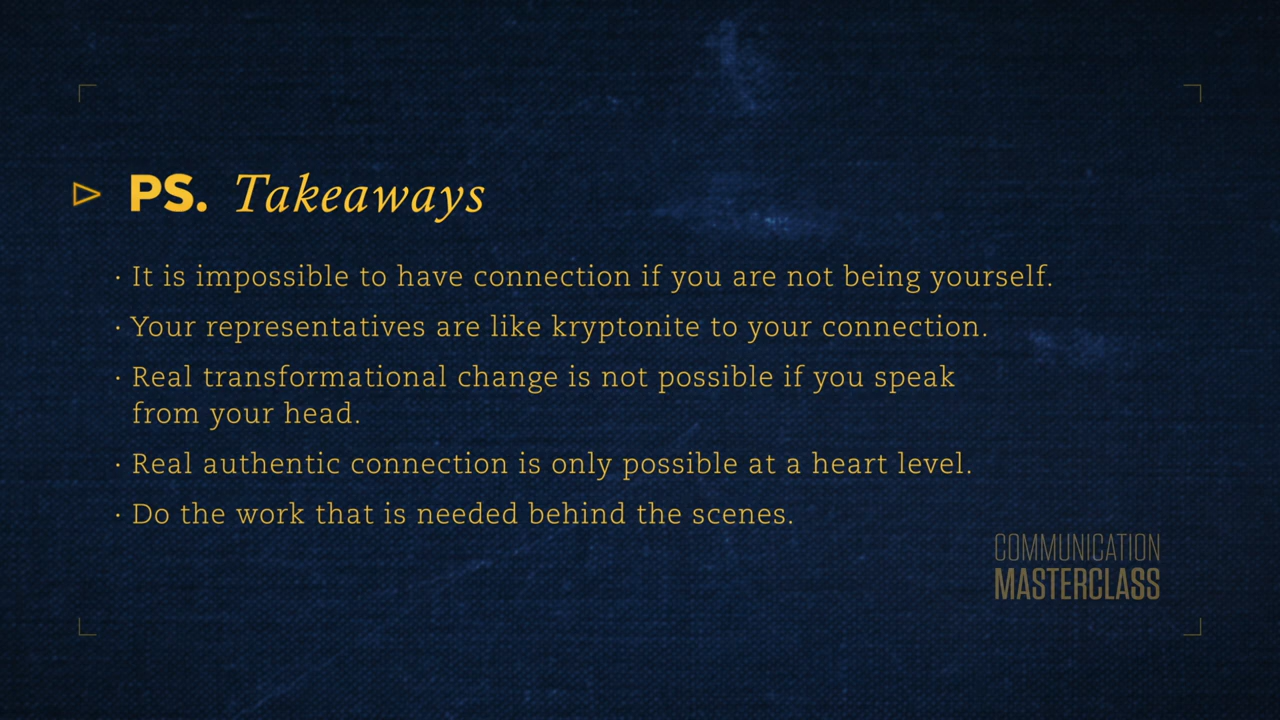 PS. Takeaways
· It is impossible to have connection if you are not being yourself.
· Your representatives are like kryptonite to your connection.
· Real transformational change is not possible if you speak
from your head.
· Real authentic connection is only possible at a heart level.
· Do the work that is needed behind the scenes.
COMMUNICATION
MASTERCLASS